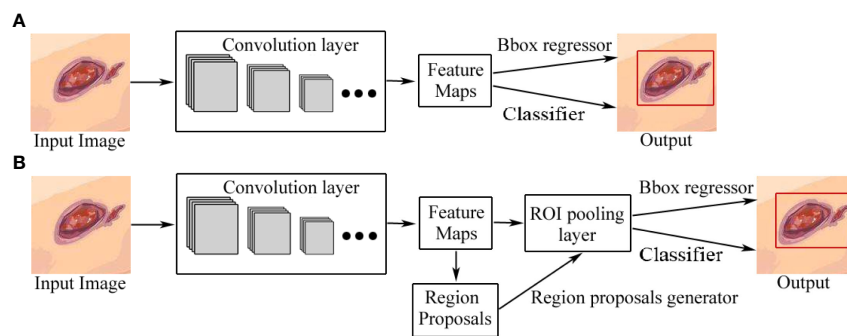 A
Convolution layer
Bbox regressor
Feature
Maps
Classifier
Input Image
Output
B
Convolution layer
Bbox regressor
Feature
Maps
ROI pooling
layer
Classifier
Input Image
Output
Region
Proposals
Region proposals generator